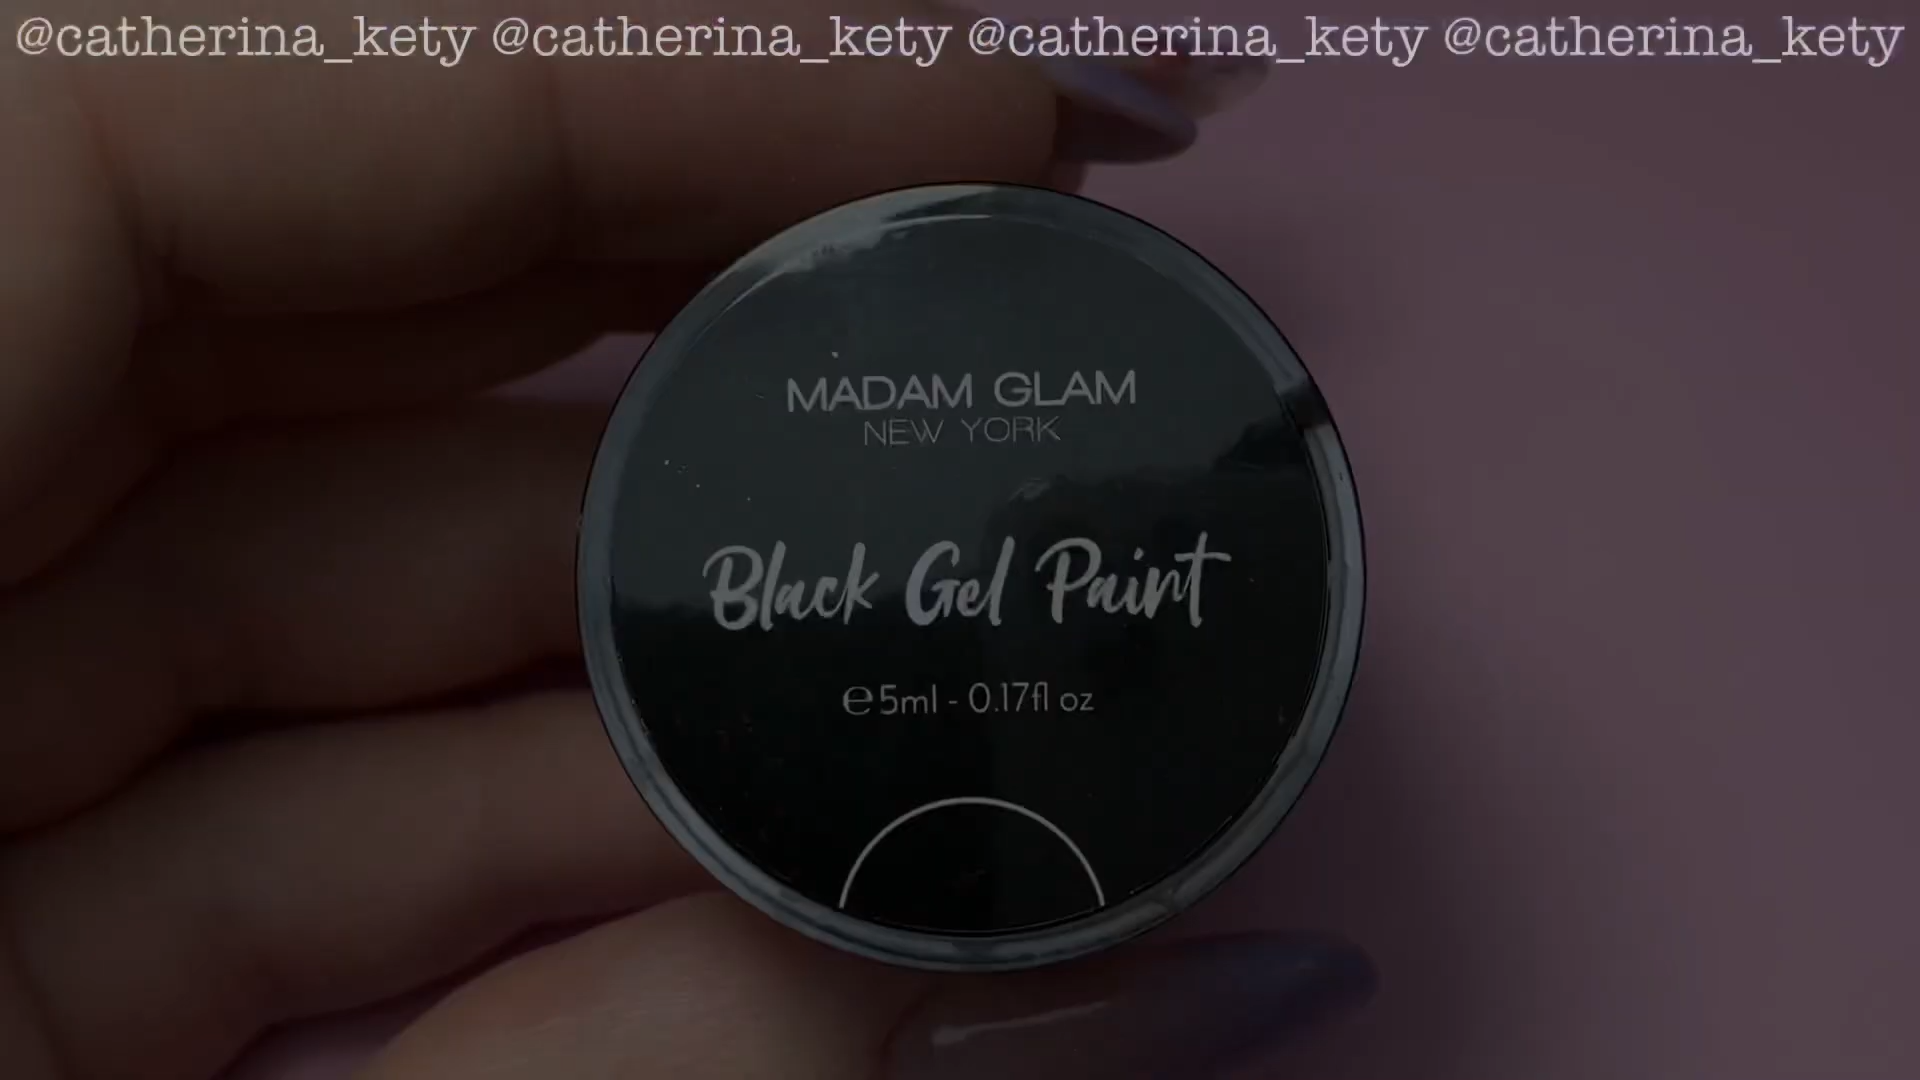 @catherina_kety @catherina_kety @catherina_kety @catherina_kety
MADAM GLAM
NEW YORK
Black Gel Paint
℮5ml - 0.17fl oz